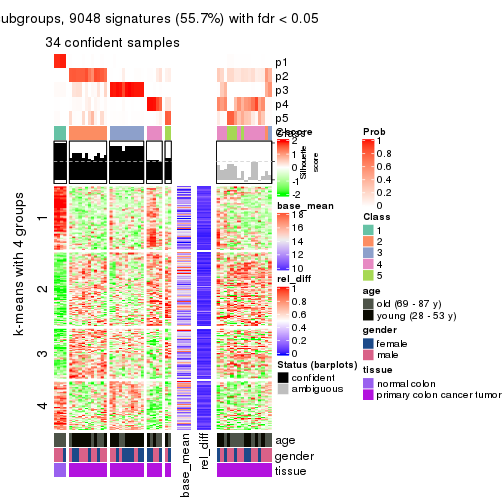 ubgroups, 9048 signatures (55.7%) with fdr < 0.05
34 confident samples
p1
p2
p3
p4
p5
Class
Silhouette
score
k-means with 4 groups
1
2
3
4
base_mean
rel_diff
age
gender
tissue
Z-score
2
1
0
-1
-2
base_mean
18
16
14
12
10
rel_diff
1
0.8
0.6
0.4
0.2
0
Status (barplots)
confident
ambiguous
Prob
1
0.8
0.6
0.4
0.2
0
Class
1
2
3
4
5
age
old (69 - 87 y)
young (28 - 53 y)
gender
female
male
tissue
normal colon
primary colon cancer tumor